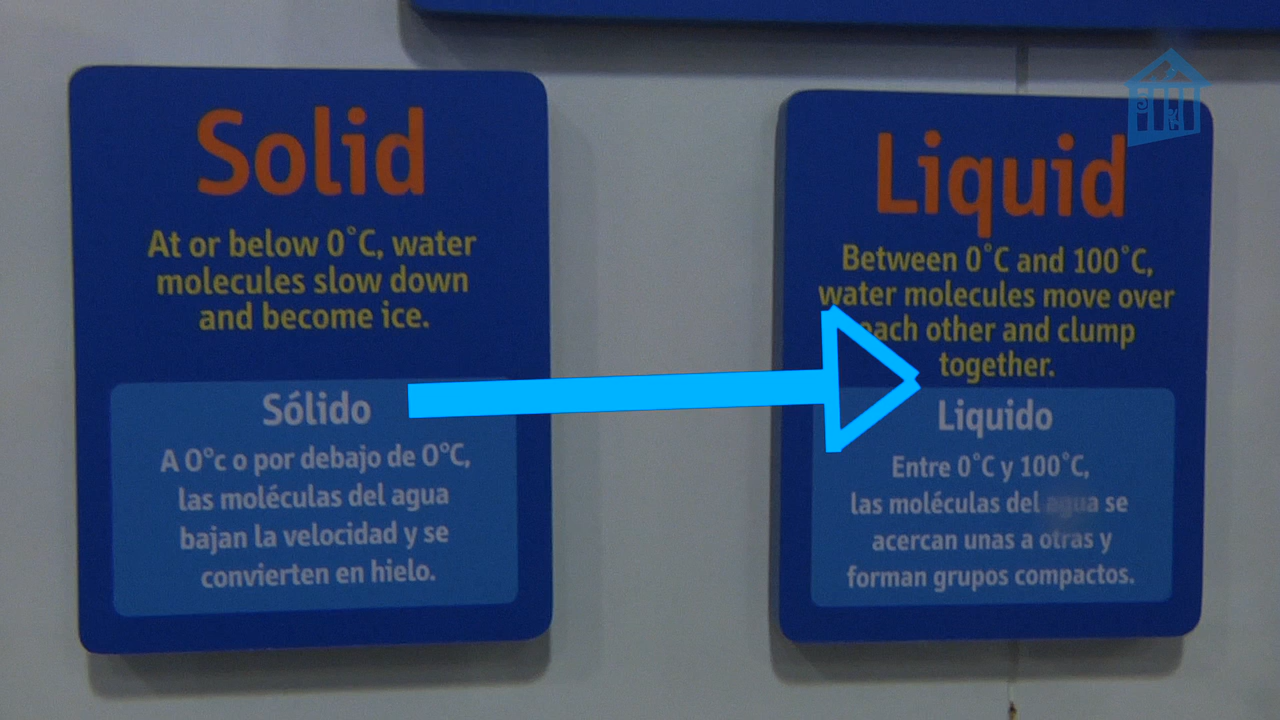 Solid
At or below 0°C, water
molecules slow down
and become ice.
Sólido
A 0°c o por debajo de 0°C,
las moléculas del agua
bajan la velocidad y se
convierten en hielo.
Liquid
Between 0°C and 100°C,
water molecules move over
each other and clump
together.
Liquido
Entre 0°C y 100°C,
las moléculas del agua se
acercan unas a otras y
forman grupos compactos.